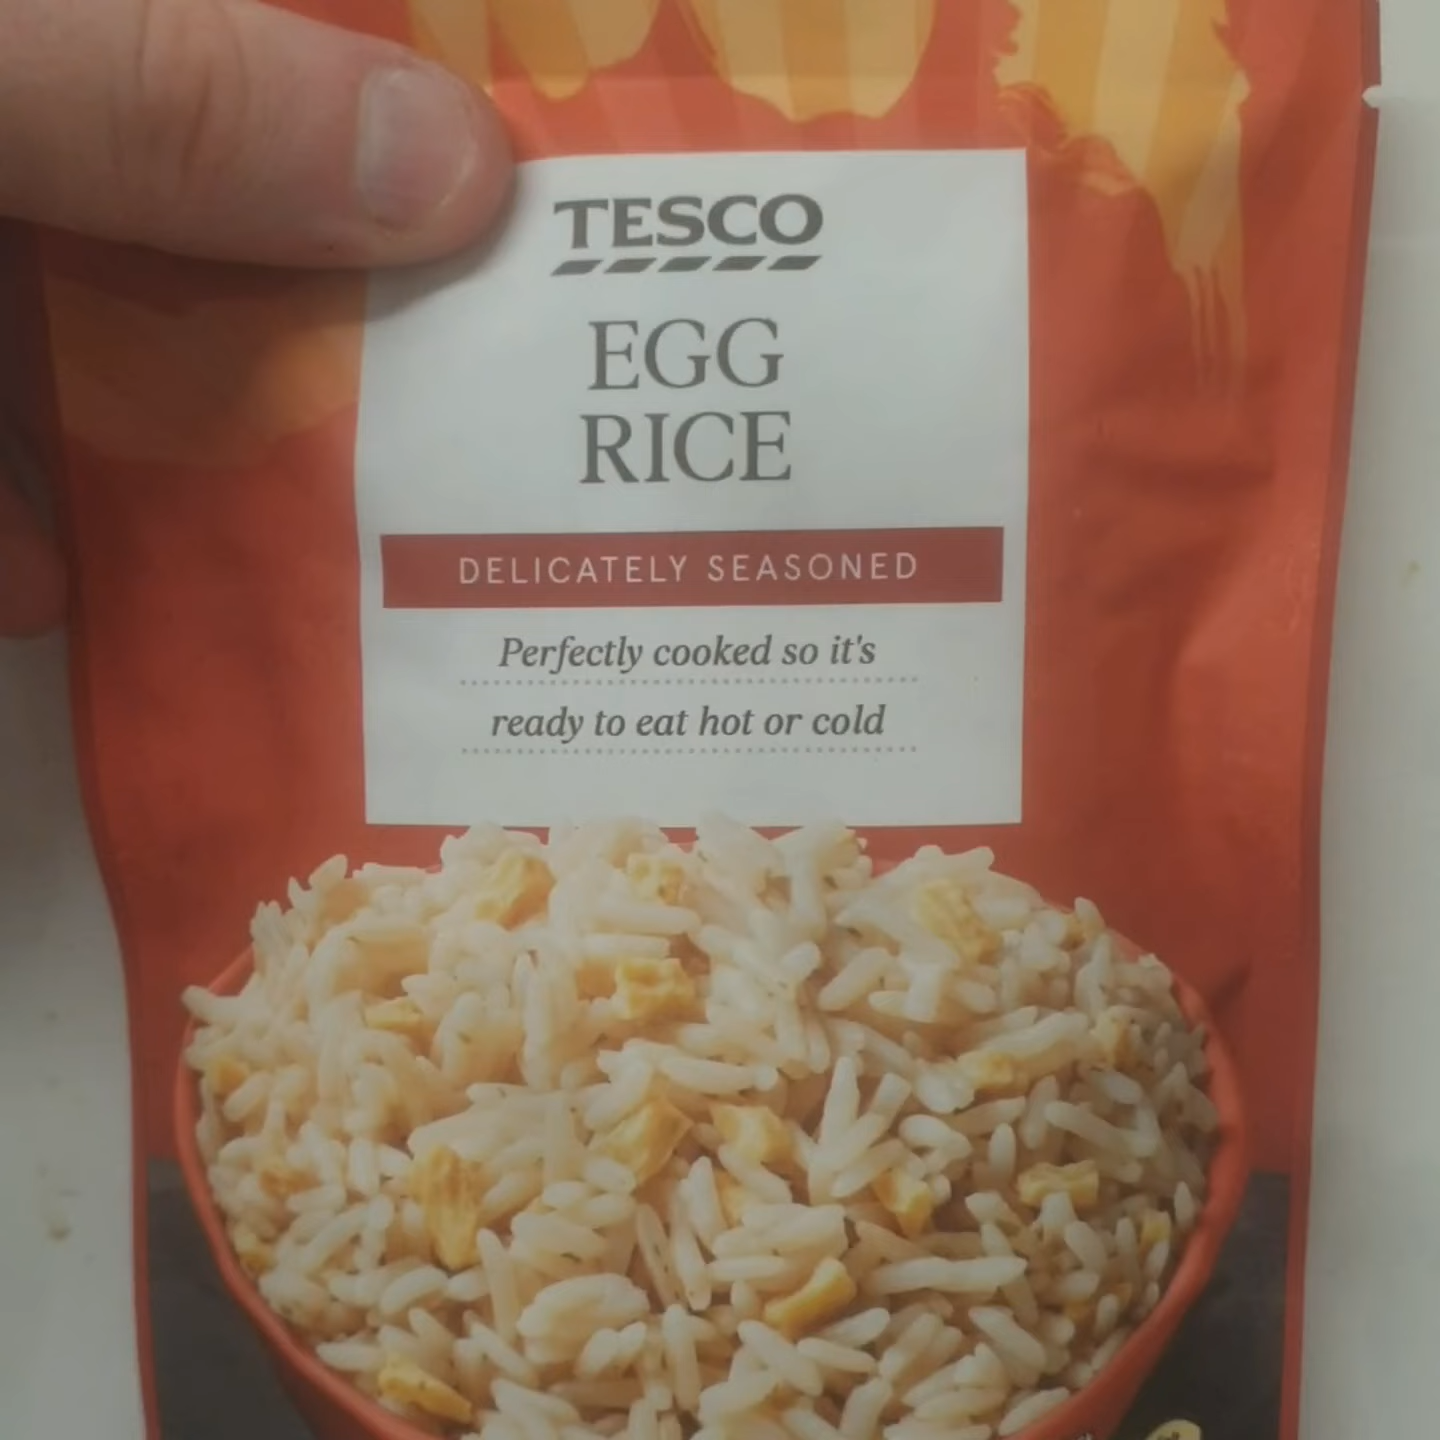 TESCO
EGG
RICE
DELICATELY SEASONED
Perfectly cooked so it's
ready to eat hot or cold